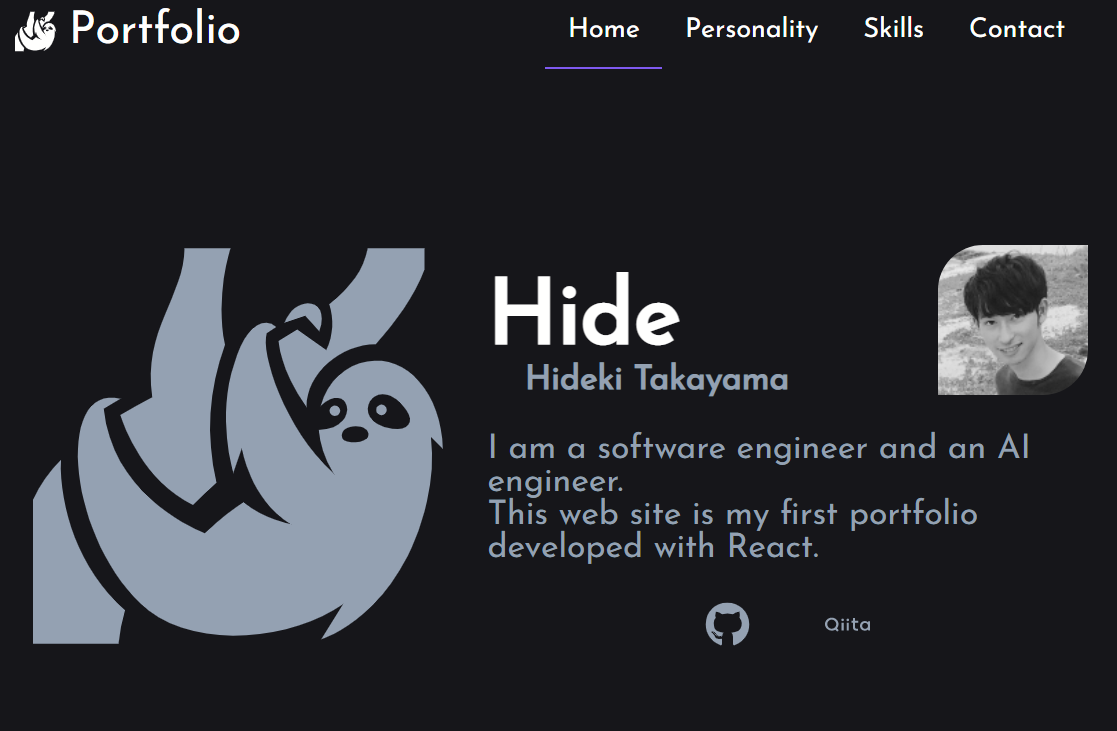 Portfolio
Home
Personality
Skills
Contact
Hide
Hideki Takayama
I am a software engineer and an AI
engineer.
This web site is my first portfolio
developed with React.
Qiita